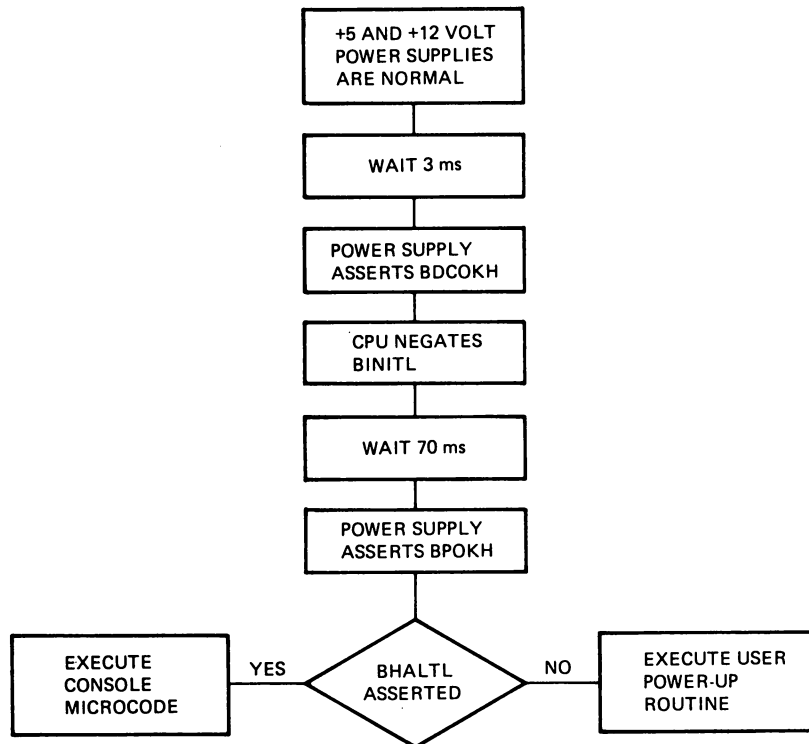 +5 AND +12 VOLT
POWER SUPPLIES
ARE NORMAL
WAIT 3 ms
POWER SUPPLY
ASSERTS BDCOKH
CPU NEGATES
BINITL
WAIT 70 ms
POWER SUPPLY
ASSERTS BPOKH
BHALTL
ASSERTED
YES
EXECUTE
CONSOLE
MICROCODE
NO
EXECUTE USER
POWER-UP
ROUTINE